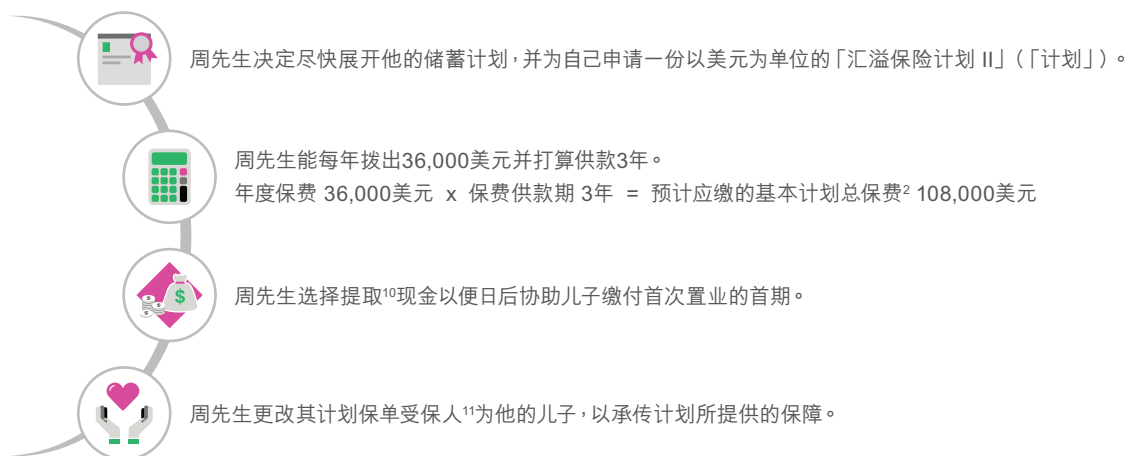 周先生决定尽快展开他的储蓄计划，并为自己申请一份以美元为单位的「汇溢保险计划 II」（「计划」）。
周先生能每年拨出36,000美元并打算供款3年。
年度保费 36,000美元 x 保费供款期 3年 = 预计应缴的基本计划总保费² 108,000美元
$
$
$
周先生选择提取¹⁰现金以便日后协助儿子缴付首次置业的首期。
周先生更改其计划保单受保人¹¹为他的儿子，以承传计划所提供的保障。